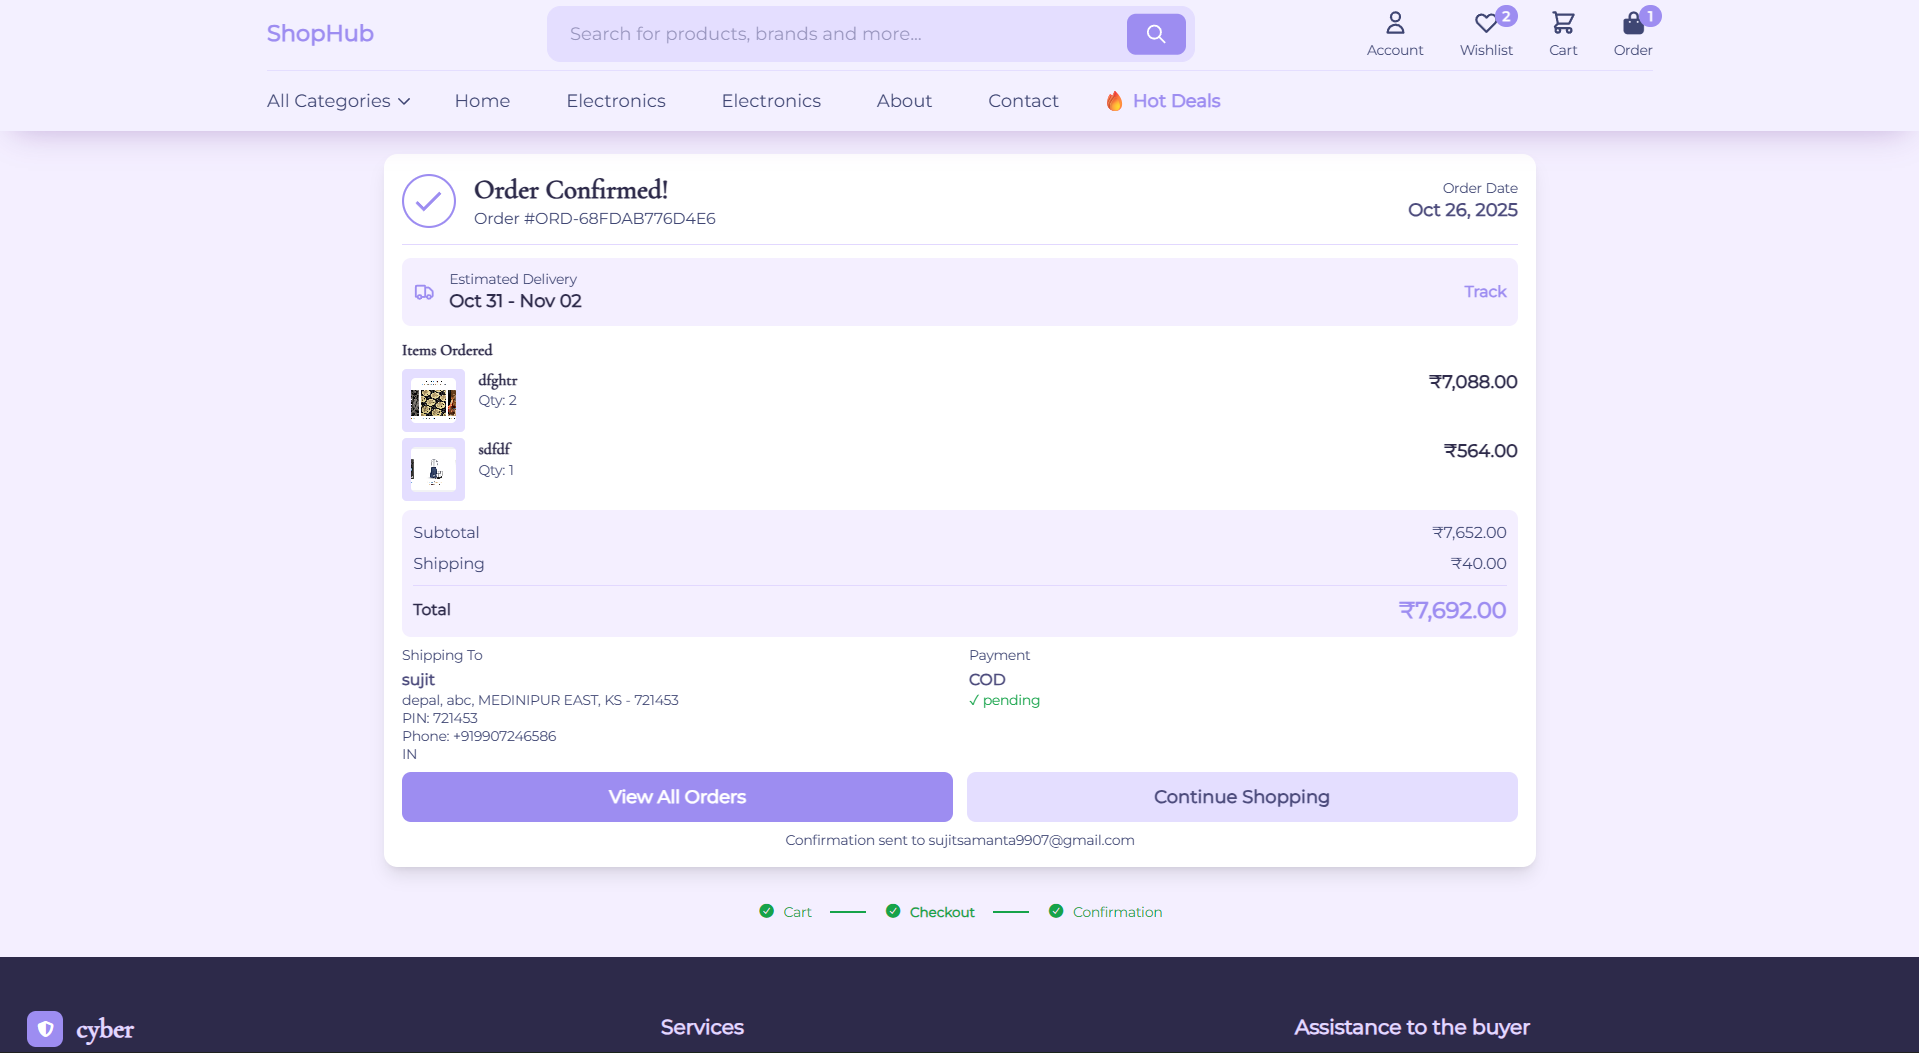 ShopHub
Search for products, brands and more...
Account
2
Wishlist
Cart
1
Order
All Categories
Home
Electronics
Electronics
About
Contact
Hot Deals
Order Confirmed!
Order #ORD-68FDAB776D4E6
Order Date
Oct 26, 2025
Estimated Delivery
Oct 31 - Nov 02
Track
Items Ordered
dfghtr
Qty: 2
₹7,088.00
sdfdf
Qty: 1
₹564.00
Subtotal
₹7,652.00
Shipping
₹40.00
Total
₹7,692.00
Shipping To
sujit
depal, abc, MEDINIPUR EAST, KS - 721453
PIN: 721453
Phone: +919907246586
IN
Payment
COD
✓ pending
View All Orders
Continue Shopping
Confirmation sent to sujitsamanta9907@gmail.com
Cart
Checkout
Confirmation
cyber
Services
Assistance to the buyer